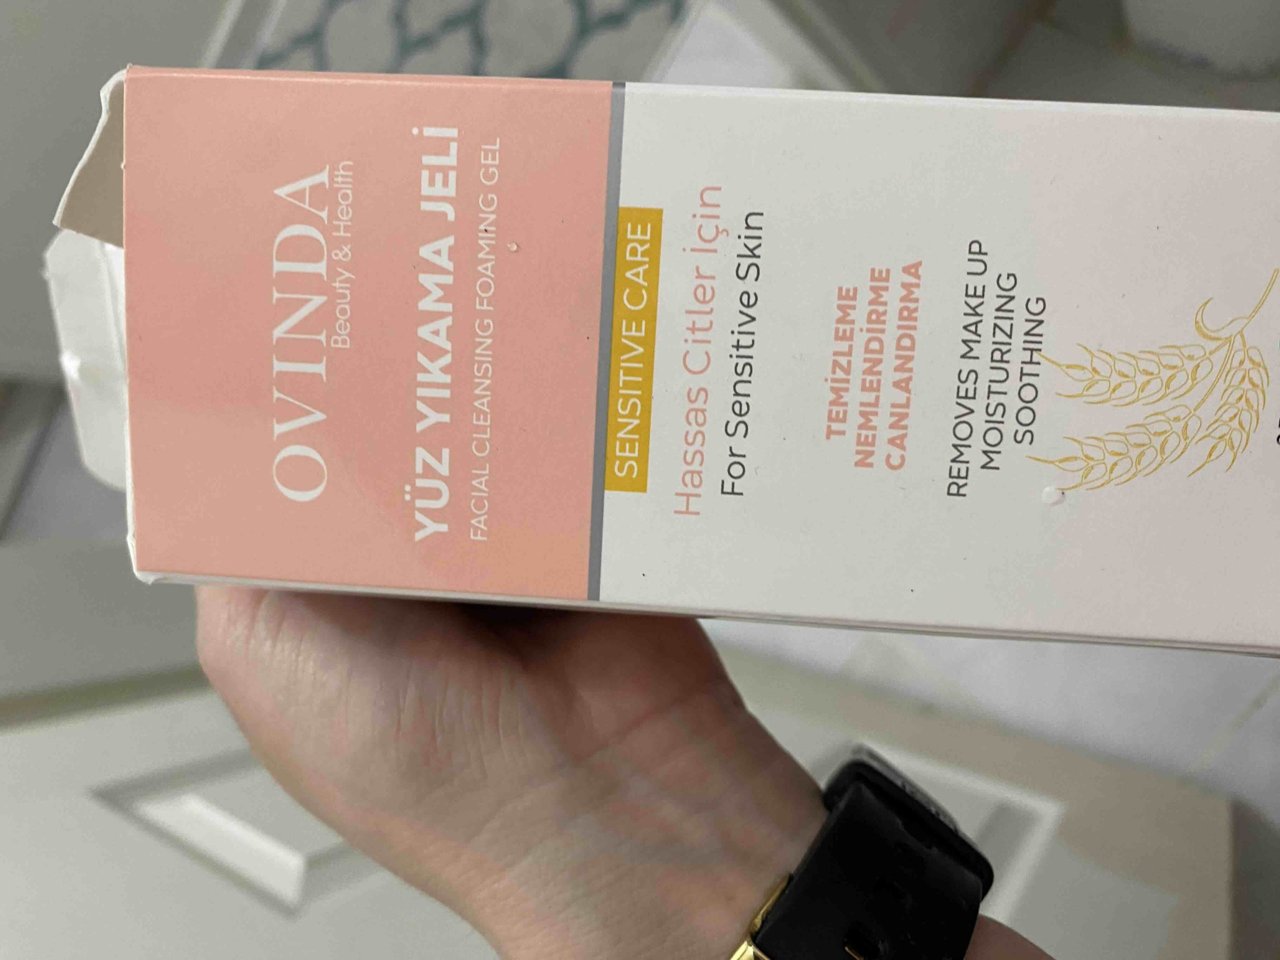 OVINDA
Beauty & Health
YÜZ YIKAMA JELİ
FACIAL CLEANSING FOAMING GEL
SENSITIVE CARE
Hassas Citler İçin
For Sensitive Skin
TEMİZLEME
NEMLENDİRME
CANLANDIRMA
REMOVES MAKE UP
MOISTURIZING
SOOTHING